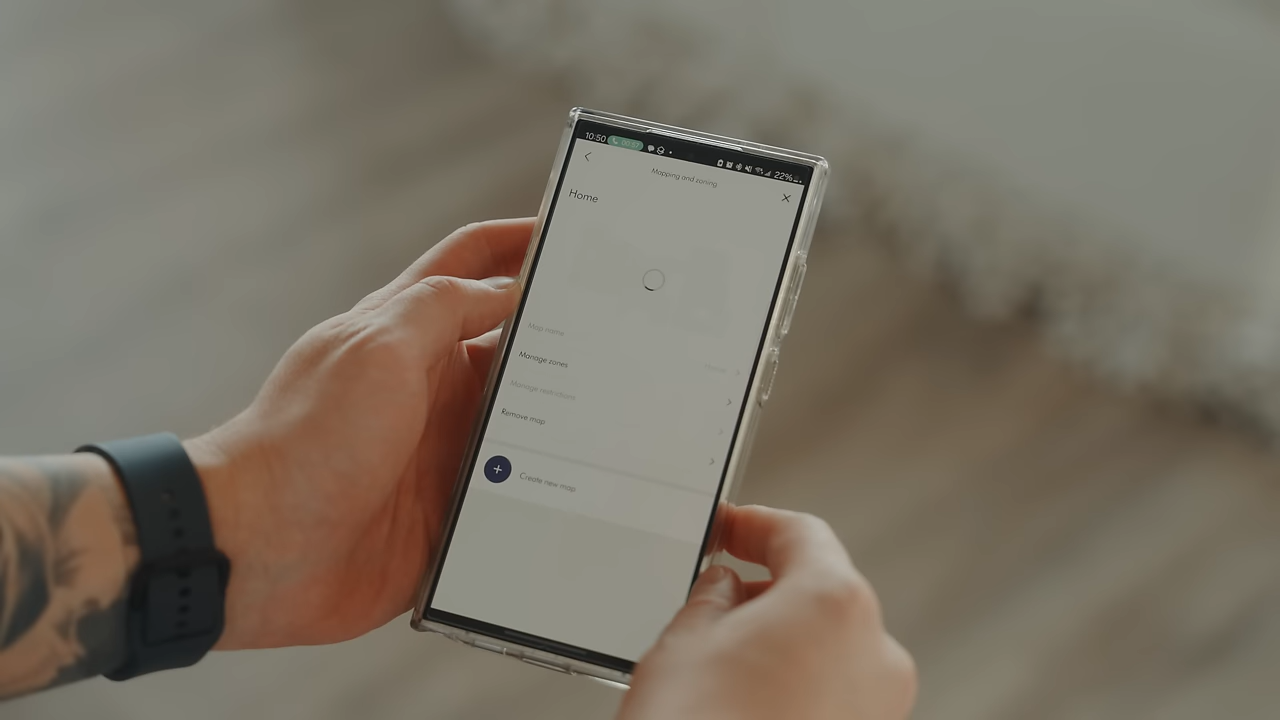 10:50 22%
Mapping and zoning
Home
Map name
Manage zones
Manage restrictions
Remove map
Create new map